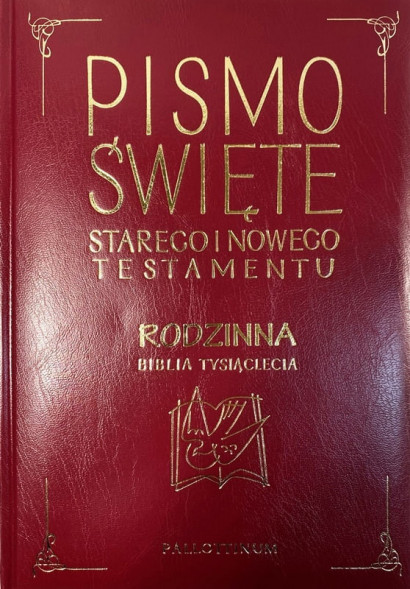 PISMO
ŚWIĘTE
STAREGO I NOWEGO
TESTAMENTU
RODZINNA
BIBLIA TYSIĄCLECIA
PALLOTTINUM